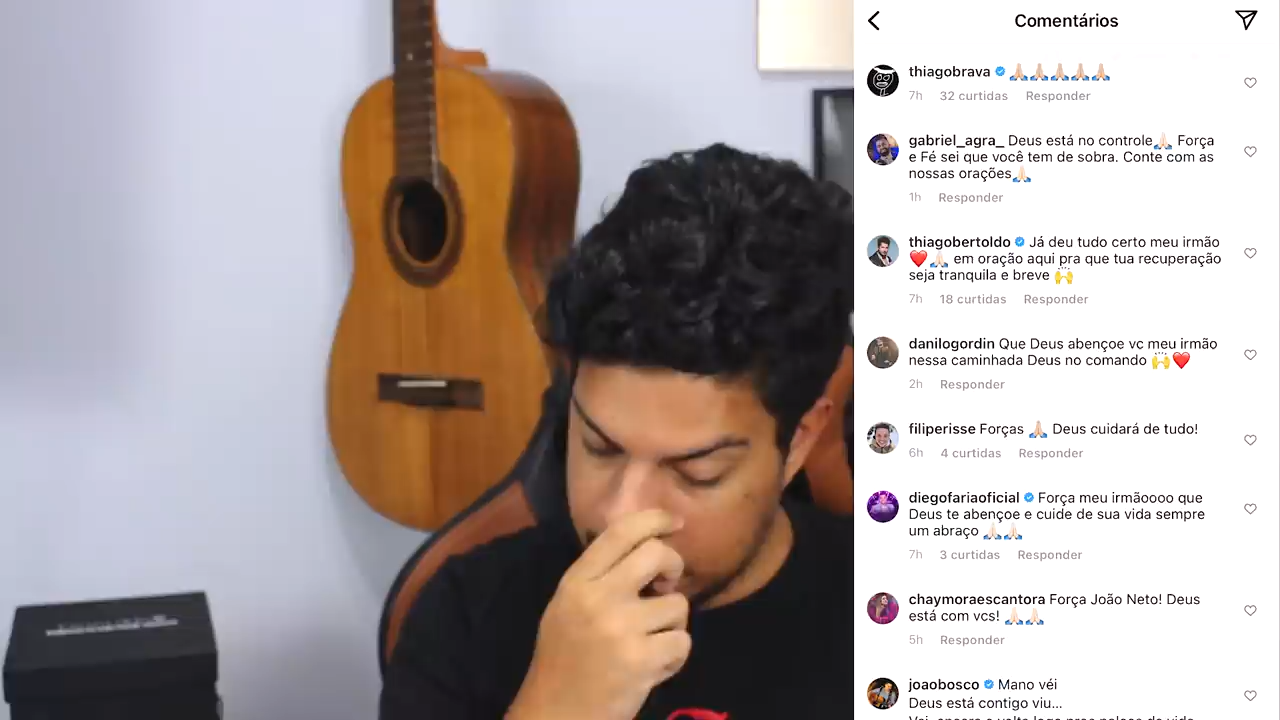 Comentários
thiagobrava 🙏🏻🙏🏻🙏🏻🙏🏻🙏🏻
7h 32 curtidas Responder
gabriel_agra_ Deus está no controle🙏🏻 Força
e Fé sei que você tem de sobra. Conte com as
nossas orações🙏🏻
1h Responder
thiagobertoldo Já deu tudo certo meu irmão
❤️🙏🏻 em oração aqui pra que tua recuperação
seja tranquila e breve 🙌
7h 18 curtidas Responder
danilogordin Que Deus abençoe vc meu irmão
nessa caminhada Deus no comando 🙌❤️
2h Responder
filiperisse Forças 🙏🏻 Deus cuidará de tudo!
6h 4 curtidas Responder
diegofariaoficial Força meu irmãoooo que
Deus te abençoe e cuide de sua vida sempre
um abraço 🙏🏻🙏🏻
7h 3 curtidas Responder
chaymoraescantora Força João Neto! Deus
está com vcs! 🙏🏻🙏🏻
5h Responder
joaobosco Mano véi
Deus está contigo viu...